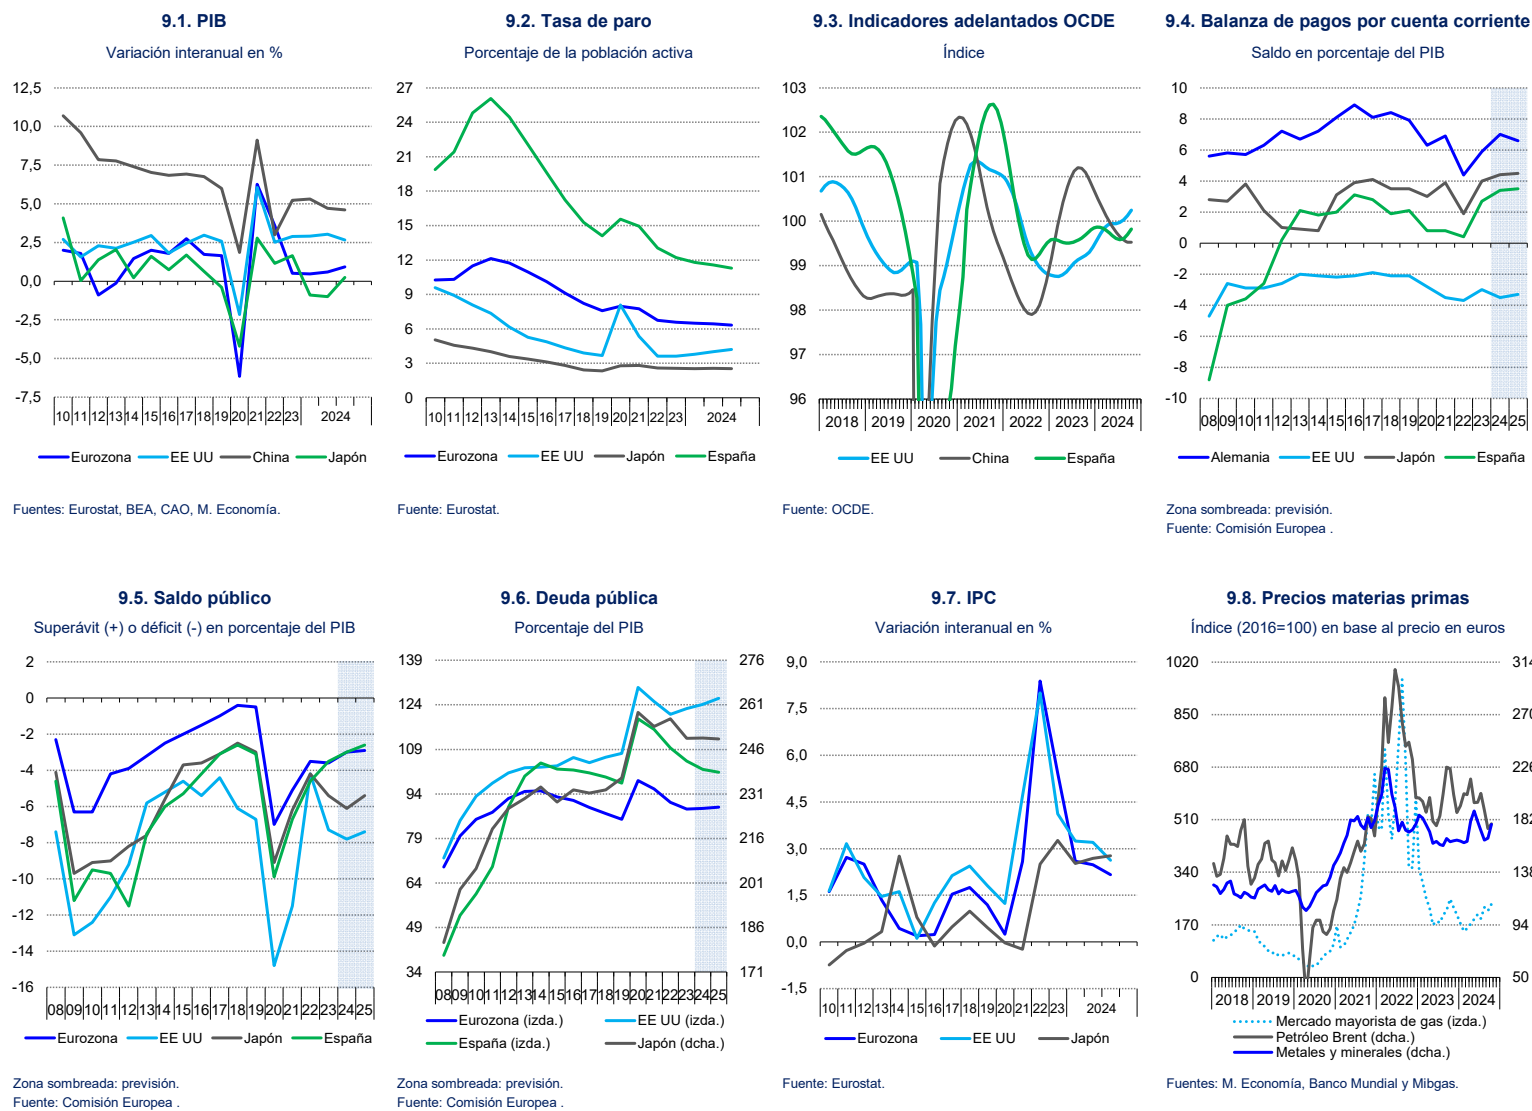 9.1. PIB
Variación interanual en %
12,5
10,0
7,5
5,0
2,5
0,0
-2,5
-5,0
-7,5
10 11 12 13 14 15 16 17 18 19 20 21 22 23 2024
Eurozona EE UU China Japón
Fuentes: Eurostat, BEA, CAO, M. Economía.
9.2. Tasa de paro
Porcentaje de la población activa
27
24
21
18
15
12
9
6
3
0
10 11 12 13 14 15 16 17 18 19 20 21 22 23 2024
Eurozona EE UU Japón España
Fuente: Eurostat.
9.3. Indicadores adelantados OCDE
Índice
103
102
101
100
99
98
97
96
2018 2019 2020 2021 2022 2023 2024
EE UU China España
Fuente: OCDE.
9.4. Balanza de pagos por cuenta corriente
Saldo en porcentaje del PIB
10
8
6
4
2
0
-2
-4
-6
-8
-10
08 09 10 11 12 13 14 15 16 17 18 19 20 21 22 23 24 25
Alemania EE UU Japón España
Zona sombreada: previsión.
Fuente: Comisión Europea .
9.5. Saldo público
Superávit (+) o déficit (-) en porcentaje del PIB
2
0
-2
-4
-6
-8
-10
-12
-14
-16
08 09 10 11 12 13 14 15 16 17 18 19 20 21 22 23 24 25
Eurozona EE UU Japón España
Zona sombreada: previsión.
Fuente: Comisión Europea .
9.6. Deuda pública
Porcentaje del PIB
139 276
124 261
109 246
94 231
79 216
64 201
49 186
34 171
08 09 10 11 12 13 14 15 16 17 18 19 20 21 22 23 24 25
Eurozona (izda.) EE UU (izda.)
España (izda.) Japón (dcha.)
Zona sombreada: previsión.
Fuente: Comisión Europea .
9.7. IPC
Variación interanual en %
9,0
7,5
6,0
4,5
3,0
1,5
0,0
-1,5
10 11 12 13 14 15 16 17 18 19 20 21 22 23 2024
Eurozona EE UU Japón
Fuente: Eurostat.
9.8. Precios materias primas
Índice (2016=100) en base al precio en euros
1020 314
850 270
680 226
510 182
340 138
170 94
0 50
2018 2019 2020 2021 2022 2023 2024
Mercado mayorista de gas (izda.)
Petróleo Brent (dcha.)
Metales y minerales (dcha.)
Fuentes: M. Economía, Banco Mundial y Mibgas.